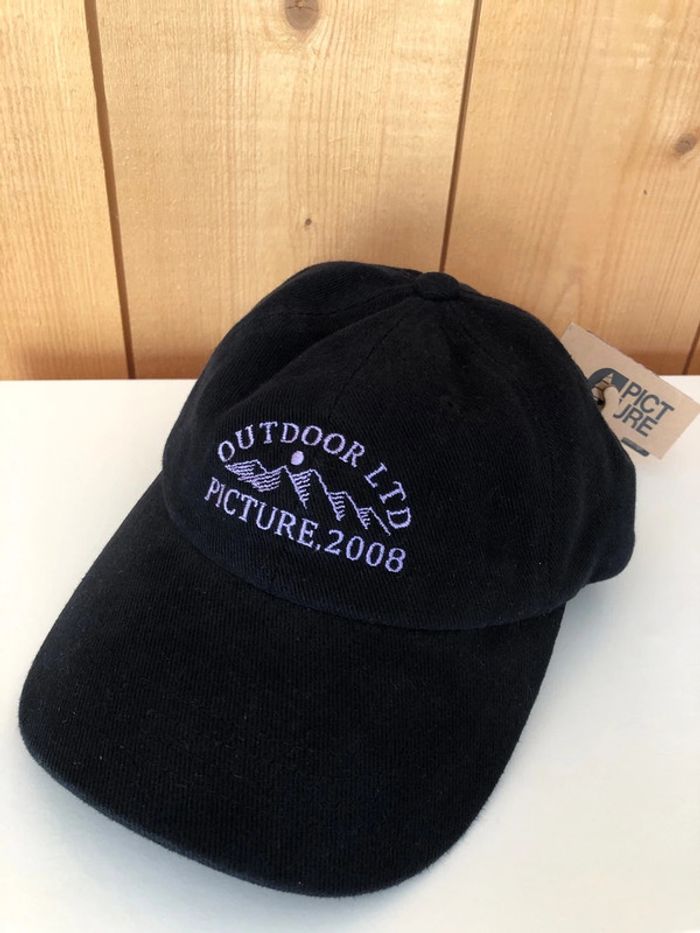 OUTDOOR LTD
PICTURE.2008
PICT
URE